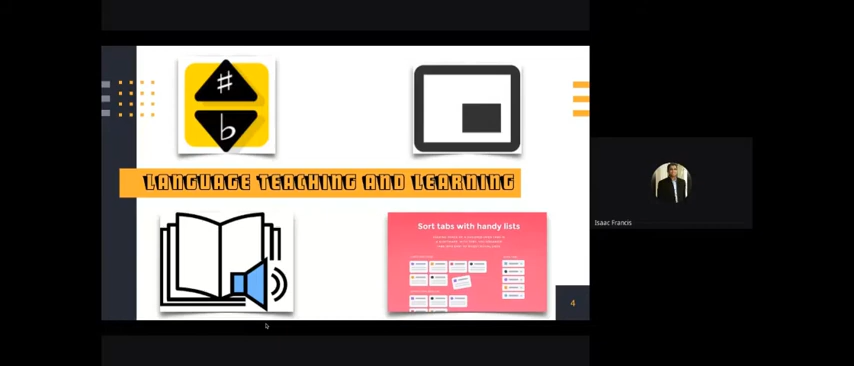 LANGUAGE TEACHING AND LEARNING
Sort tabs with handy lists
Isaac Francis
4